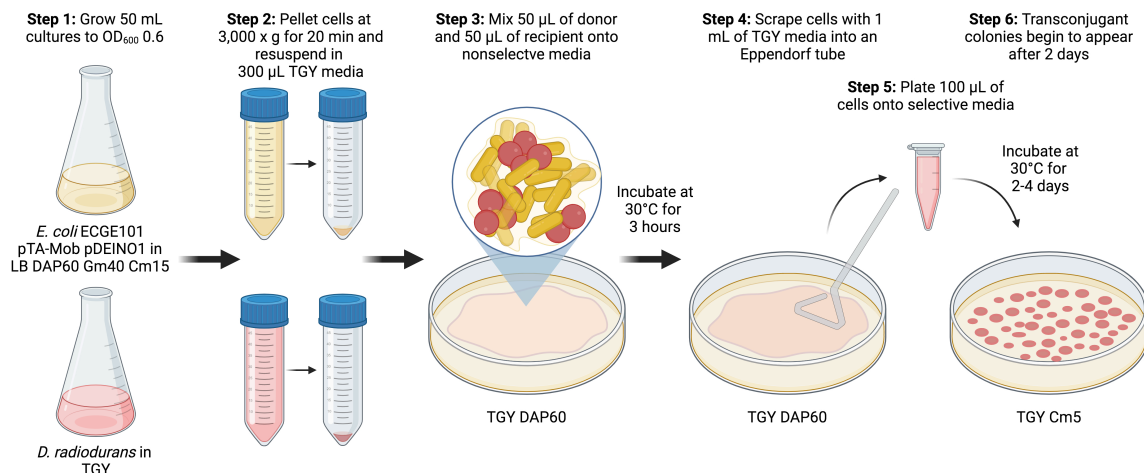 Step 1: Grow 50 mL
cultures to OD600 0.6
E. coli ECGE101
pTA-Mob pDEINO1 in
LB DAP60 Gm40 Cm15
D. radiodurans in
TGY
Step 2: Pellet cells at
3,000 x g for 20 min and
resuspend in
300 µL TGY media
Step 3: Mix 50 µL of donor
and 50 µL of recipient onto
nonselectve media
TGY DAP60
Incubate at
30°C for
3 hours
Step 4: Scrape cells with 1
mL of TGY media into an
Eppendorf tube
TGY DAP60
Step 5: Plate 100 µL of
cells onto selective media
Incubate at
30°C for
2-4 days
Step 6: Transconjugant
colonies begin to appear
after 2 days
TGY Cm5